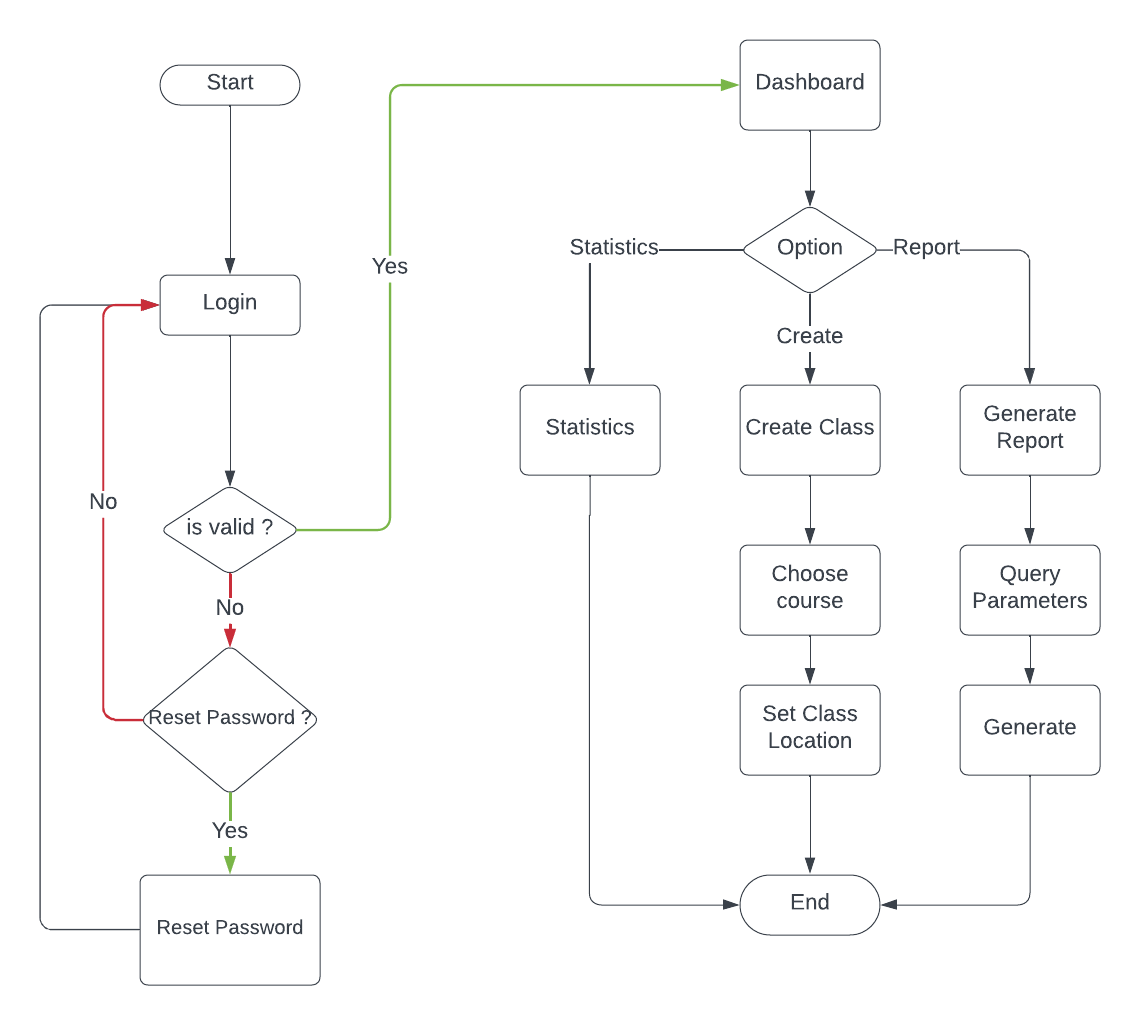 Start
Dashboard
Option
Statistics
Report
Yes
Login
Create
Generate
Report
Statistics
Create Class
No
is valid ?
Choose
course
Query
Parameters
No
Reset Password ?
Set Class
Location
Generate
Yes
End
Reset Password